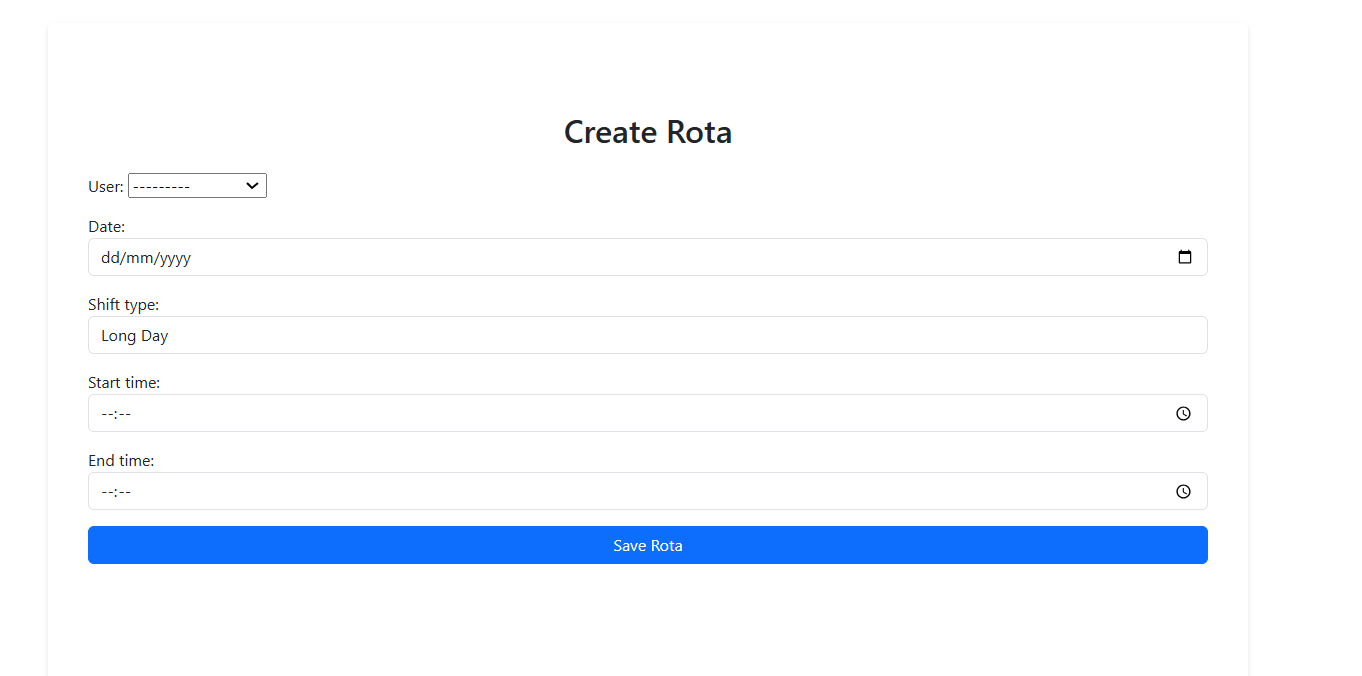 Create Rota
User: ---------
Date:
dd/mm/yyyy
Shift type:
Long Day
Start time:
--:--
End time:
--:--
Save Rota